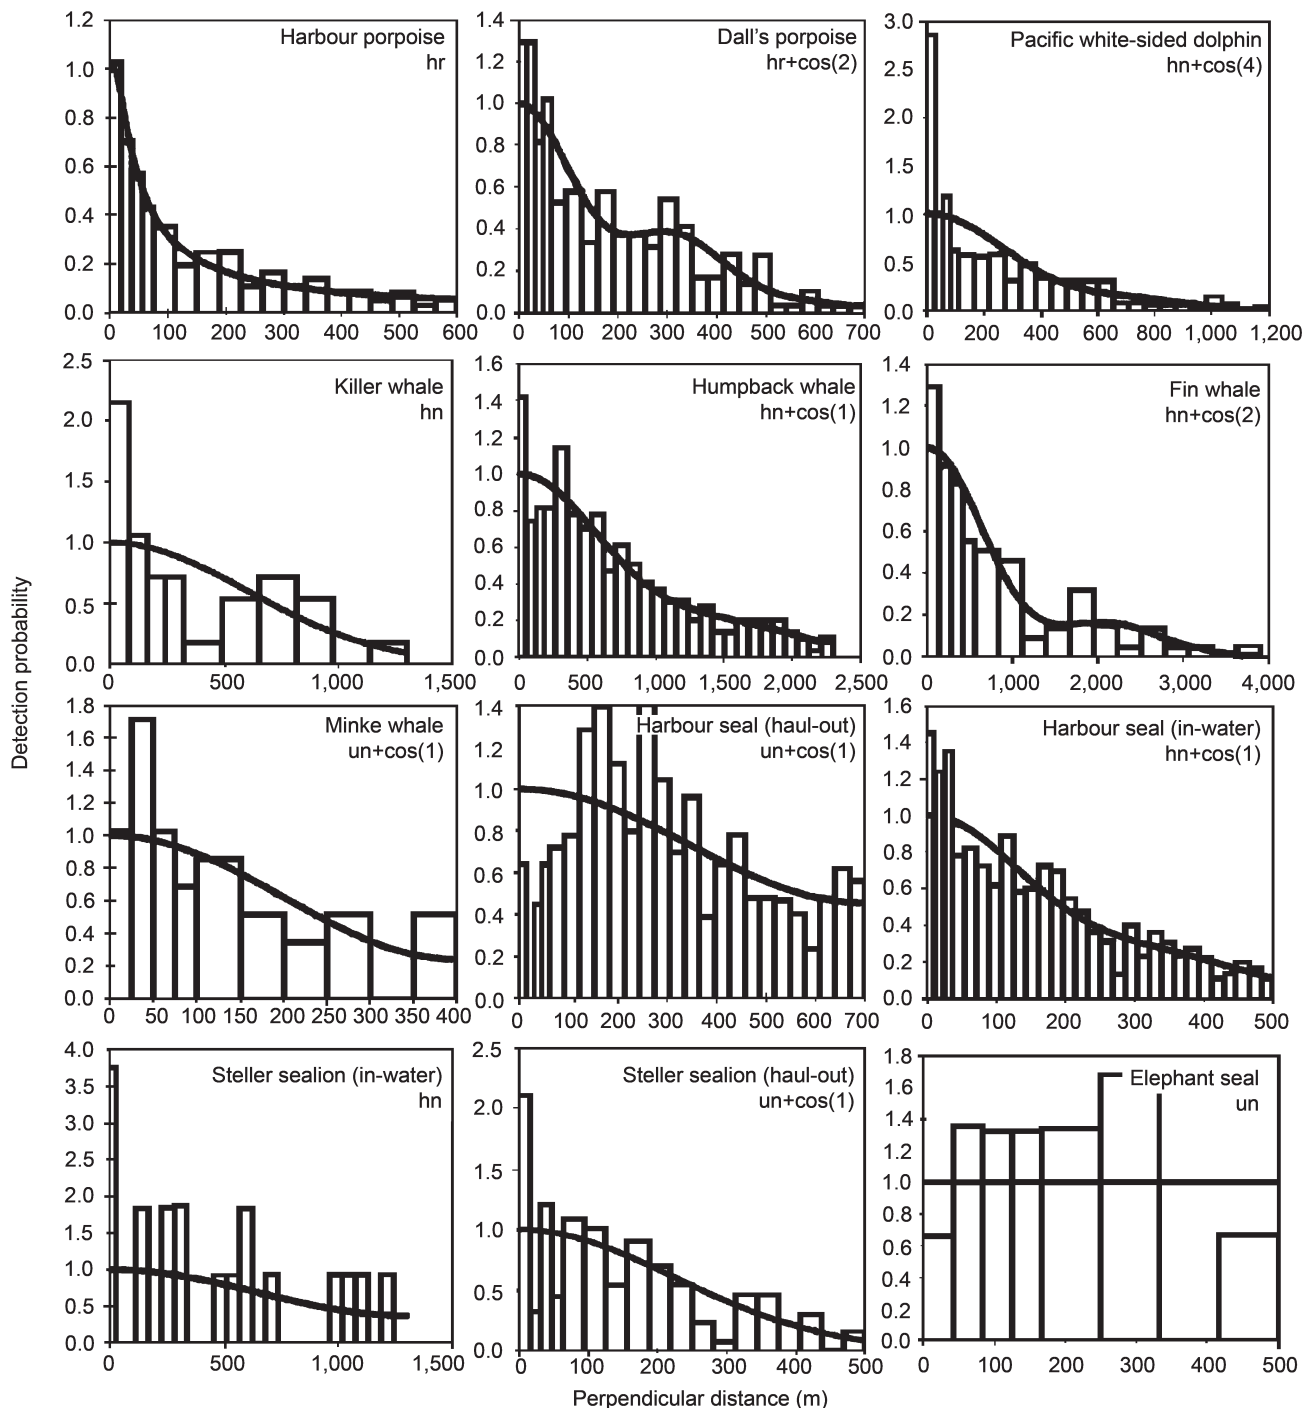 Detection probability
Harbour porpoise
hr
1.2
1.0
0.8
0.6
0.4
0.2
0.0
0 100 200 300 400 500 600
Dall's porpoise
hr+cos(2)
1.4
1.2
1.0
0.8
0.6
0.4
0.2
0.0
0 100 200 300 400 500 600 700
Pacific white-sided dolphin
hn+cos(4)
3.0
2.5
2.0
1.5
1.0
0.5
0.0
0 200 400 600 800 1,000 1,200
Killer whale
hn
2.5
2.0
1.5
1.0
0.5
0.0
0 500 1,000 1,500
Humpback whale
hn+cos(1)
1.6
1.4
1.2
1.0
0.8
0.6
0.4
0.2
0.0
0 500 1,000 1,500 2,000 2,500
Fin whale
hn+cos(2)
1.4
1.2
1.0
0.8
0.6
0.4
0.2
0.0
0 1,000 2,000 3,000 4,000
Minke whale
un+cos(1)
1.8
1.6
1.4
1.2
1.0
0.8
0.6
0.4
0.2
0.0
0 50 100 150 200 250 300 350 400
Harbour seal (haul-out)
un+cos(1)
1.4
1.2
1.0
0.8
0.6
0.4
0.2
0.0
0 100 200 300 400 500 600 700
Harbour seal (in-water)
hn+cos(1)
1.6
1.4
1.2
1.0
0.8
0.6
0.4
0.2
0.0
0 100 200 300 400 500
Steller sealion (in-water)
hn
4.0
3.5
3.0
2.5
2.0
1.5
1.0
0.5
0.0
0 500 1,000 1,500
Steller sealion (haul-out)
un+cos(1)
2.5
2.0
1.5
1.0
0.5
0.0
0 100 200 300 400 500
Elephant seal
un
1.8
1.6
1.4
1.2
1.0
0.8
0.6
0.4
0.2
0.0
0 100 200 300 400 500
Perpendicular distance (m)